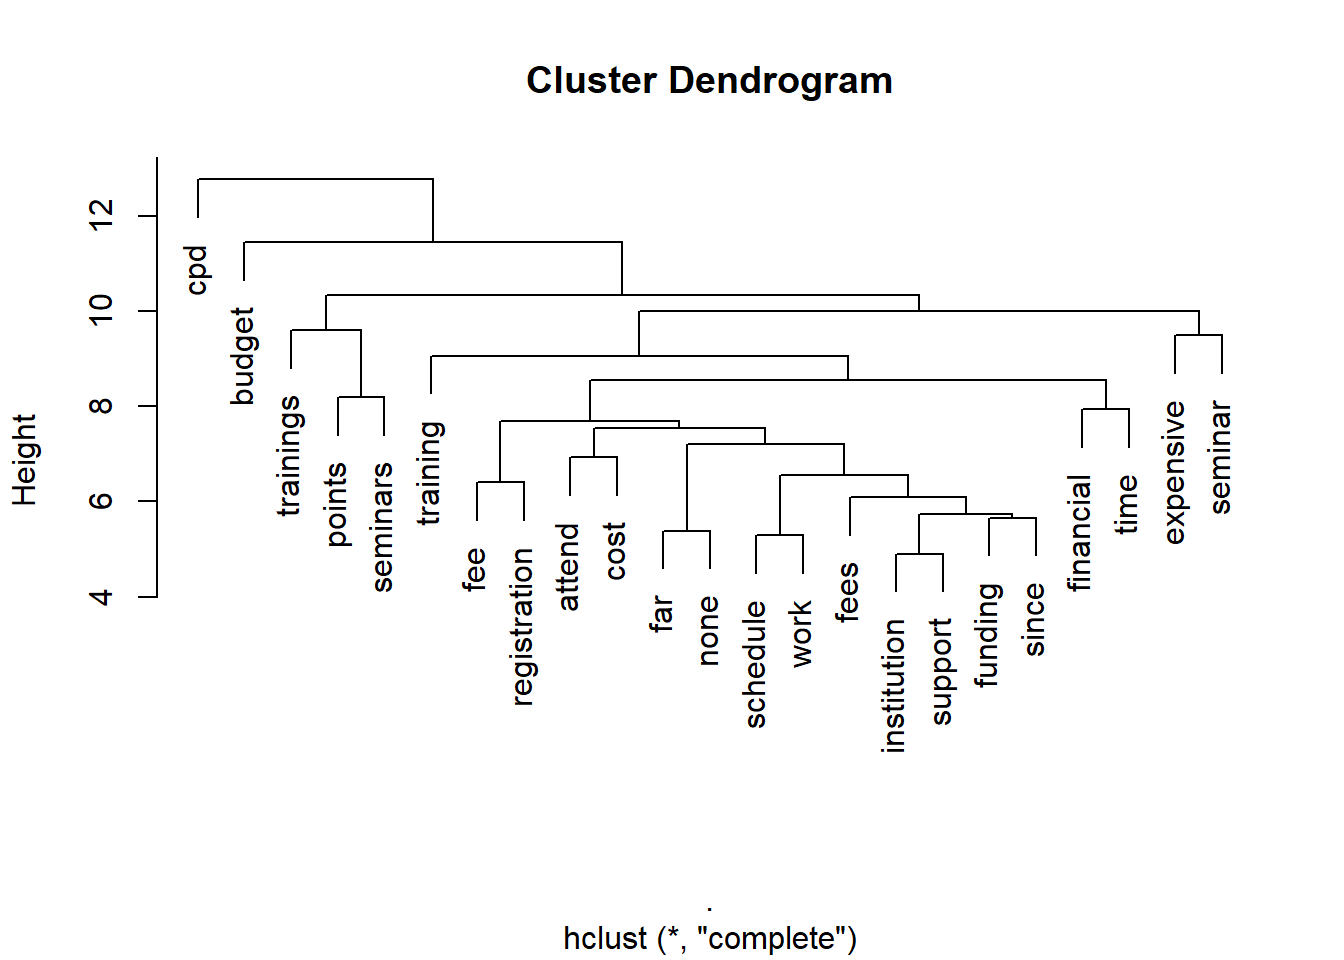 Cluster Dendrogram
Height
12
10
8
6
4
cpd
budget
trainings
points
seminars
training
fee
registration
attend
cost
far
none
schedule
work
fees
institution
support
funding
since
financial
time
expensive
seminar
.
hclust (*, "complete")